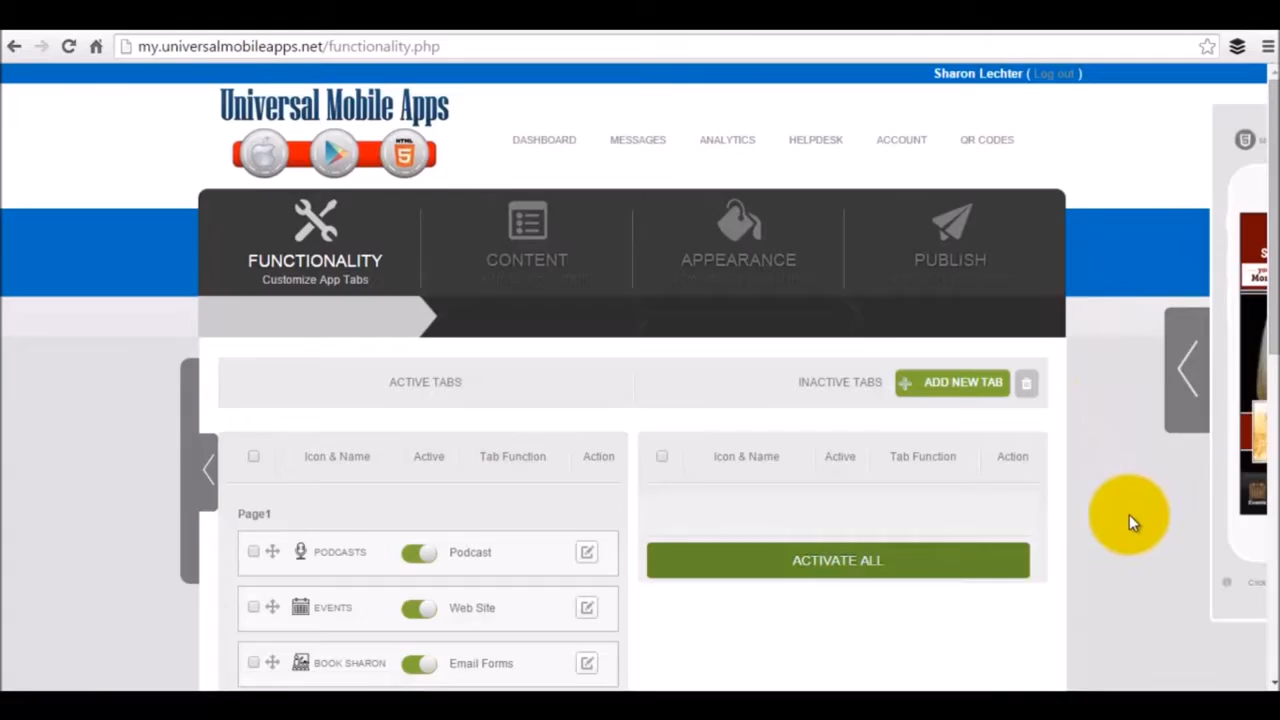 my.universalmobileapps.net/functionality.php
Sharon Lechter ( Log out )
Universal Mobile Apps
HTML
5
DASHBOARD
MESSAGES
ANALYTICS
HELPDESK
ACCOUNT
QR CODES
FUNCTIONALITY
Customize App Tabs
CONTENT
APPEARANCE
PUBLISH
ACTIVE TABS
INACTIVE TABS
ADD NEW TAB
Icon & Name
Active
Tab Function
Action
Icon & Name
Active
Tab Function
Action
Page1
PODCASTS
Podcast
ACTIVATE ALL
EVENTS
Web Site
BOOK SHARON
Email Forms